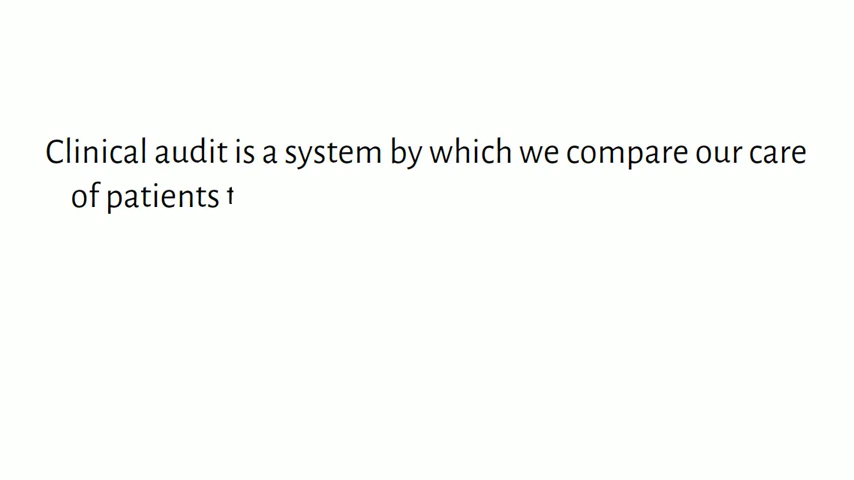 Clinical audit is a system by which we compare our care
of patients t